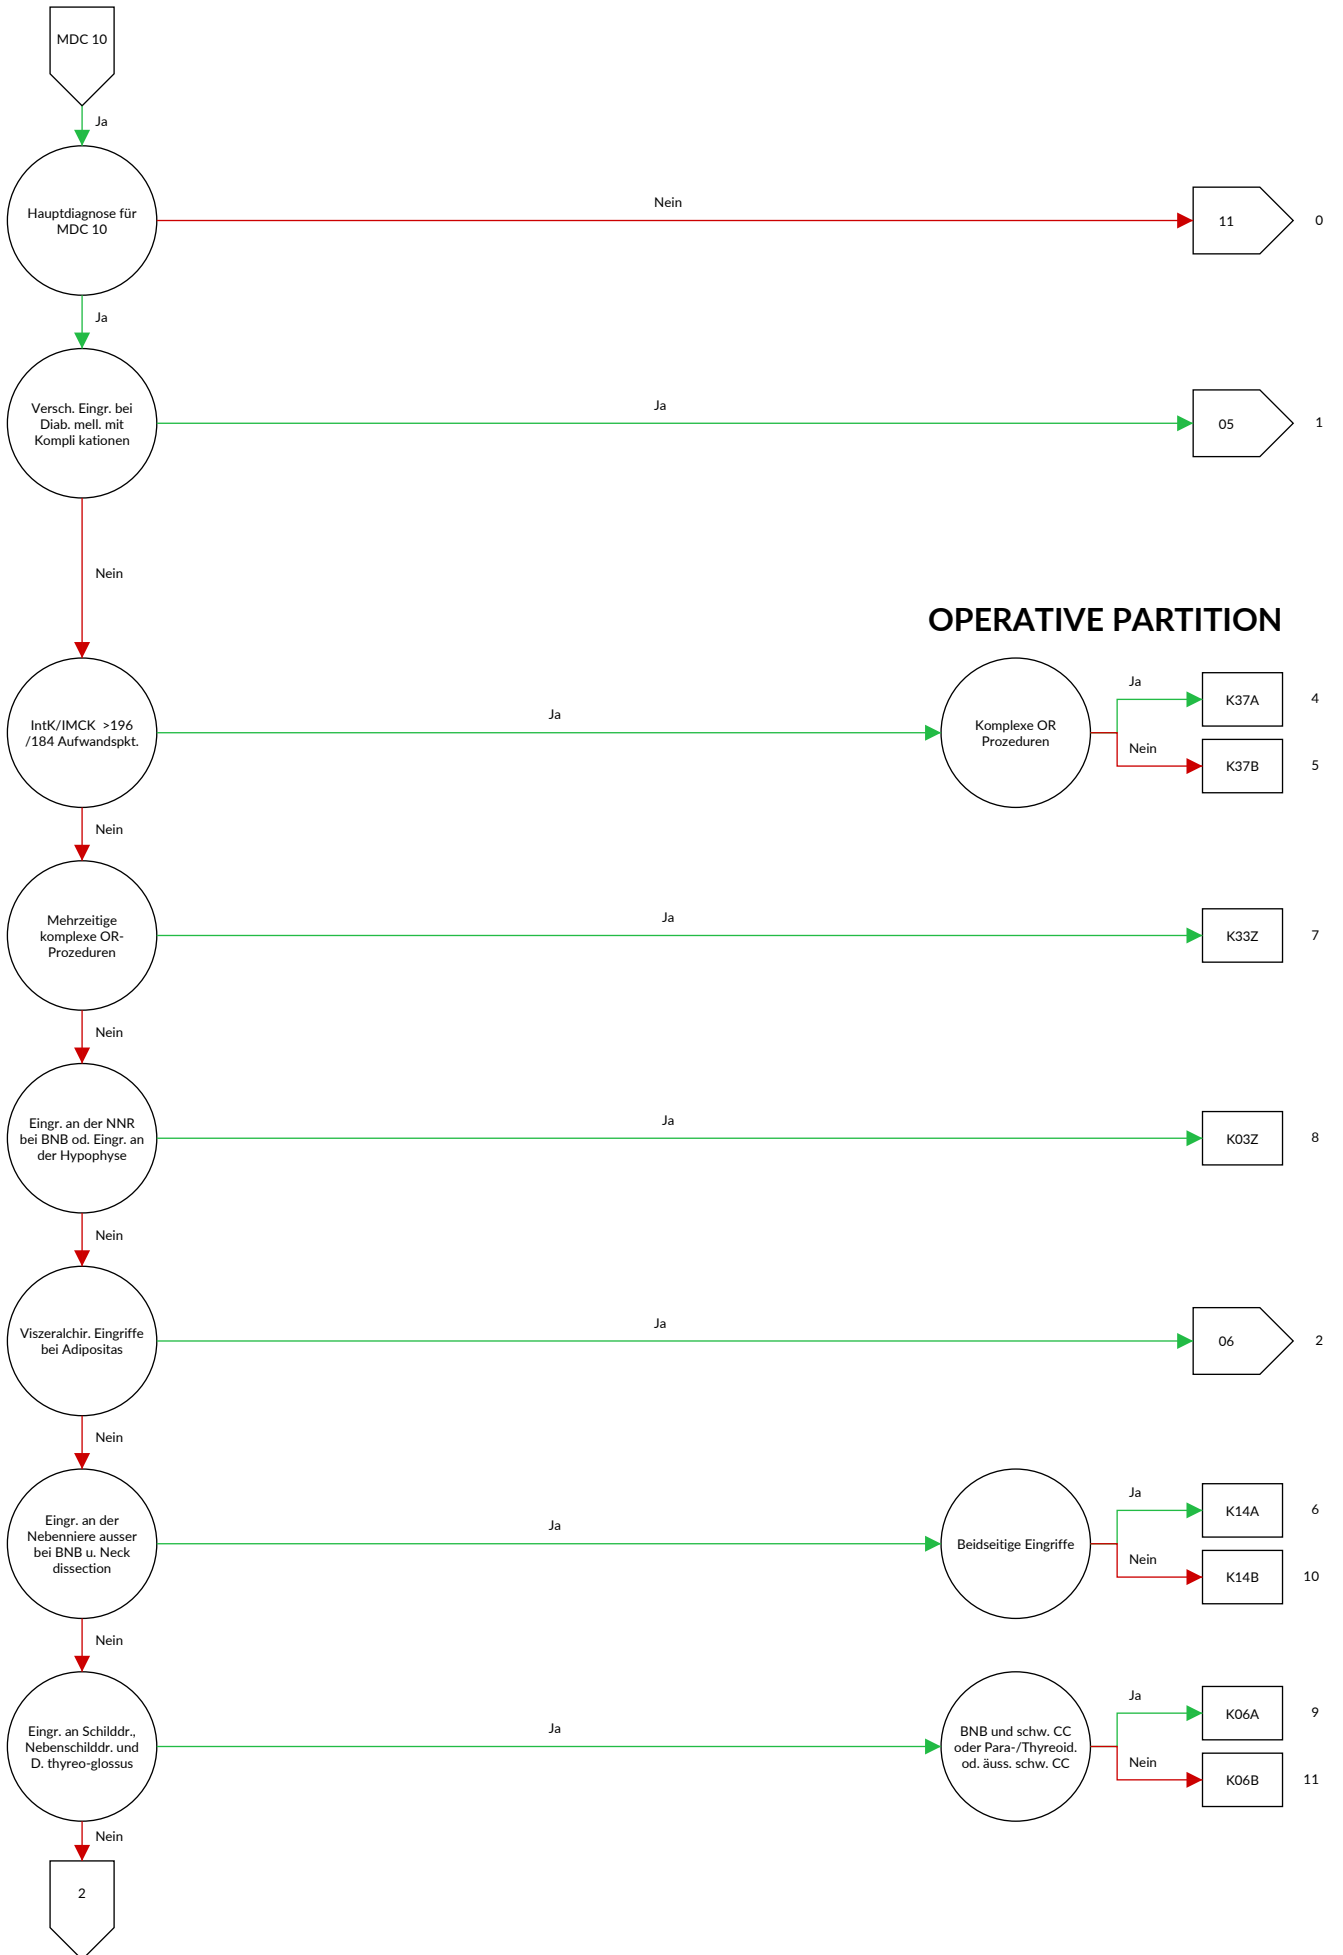 MDC 10
Ja
Hauptdiagnose für
MDC 10
Nein
11
0
Ja
Versch. Eingr. bei
Diab. mell. mit
Kompli kationen
Ja
05
1
Nein
OPERATIVE PARTITION
IntK/IMCK >196
/184 Aufwandspkt.
Ja
Komplexe OR
Prozeduren
Ja
K37A
4
Nein
K37B
5
Nein
Mehrzeitige
komplexe OR-
Prozeduren
Ja
K33Z
7
Nein
Eingr. an der NNR
bei BNB od. Eingr. an
der Hypophyse
Ja
K03Z
8
Nein
Viszeralchir. Eingriffe
bei Adipositas
Ja
06
2
Nein
Eingr. an der
Nebenniere ausser
bei BNB u. Neck
dissection
Ja
Beidseitige Eingriffe
Ja
K14A
6
Nein
K14B
10
Nein
Eingr. an Schilddr.,
Nebenschilddr. und
D. thyreo-glossus
Ja
BNB und schw. CC
oder Para-/Thyreoid.
od. äuss. schw. CC
Ja
K06A
9
Nein
K06B
11
Nein
2